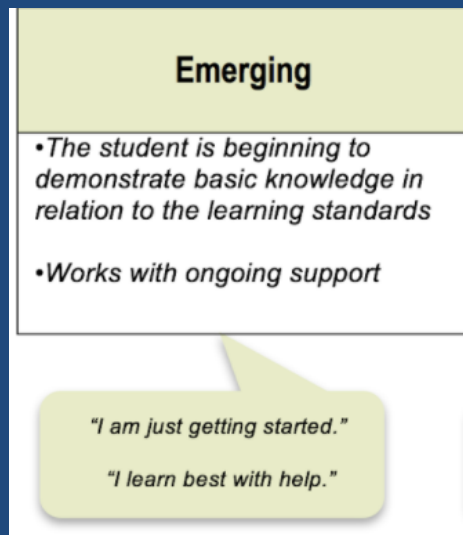 Emerging
•The student is beginning to
demonstrate basic knowledge in
relation to the learning standards
•Works with ongoing support
“I am just getting started.”
“I learn best with help.”